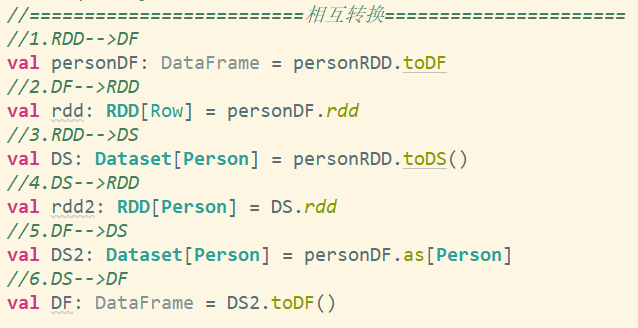 //=========================相互转换======================
//1.RDD-->DF
val personDF: DataFrame = personRDD.toDF
//2.DF-->RDD
val rdd: RDD[Row] = personDF.rdd
//3.RDD-->DS
val DS: Dataset[Person] = personRDD.toDS()
//4.DS-->RDD
val rdd2: RDD[Person] = DS.rdd
//5.DF-->DS
val DS2: Dataset[Person] = personDF.as[Person]
//6.DS-->DF
val DF: DataFrame = DS2.toDF()